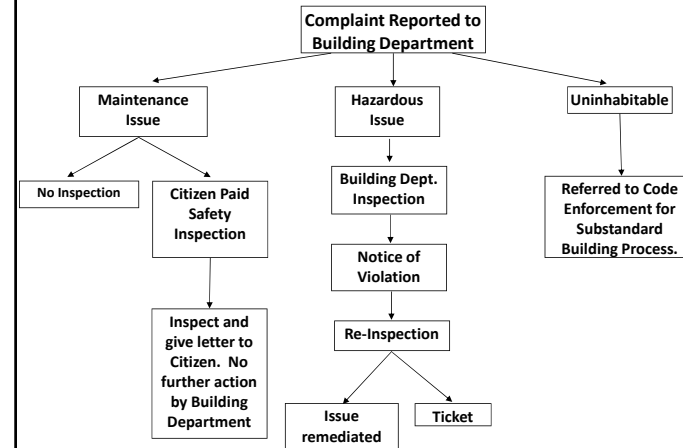 Complaint Reported to
Building Department
Maintenance
Issue
Hazardous
Issue
Uninhabitable
No Inspection
Citizen Paid
Safety
Inspection
Building Dept.
Inspection
Referred to Code
Enforcement for
Substandard
Building Process.
Notice of
Violation
Inspect and
give letter to
Citizen. No
further action
by Building
Department
Re-Inspection
Issue
remediated
Ticket